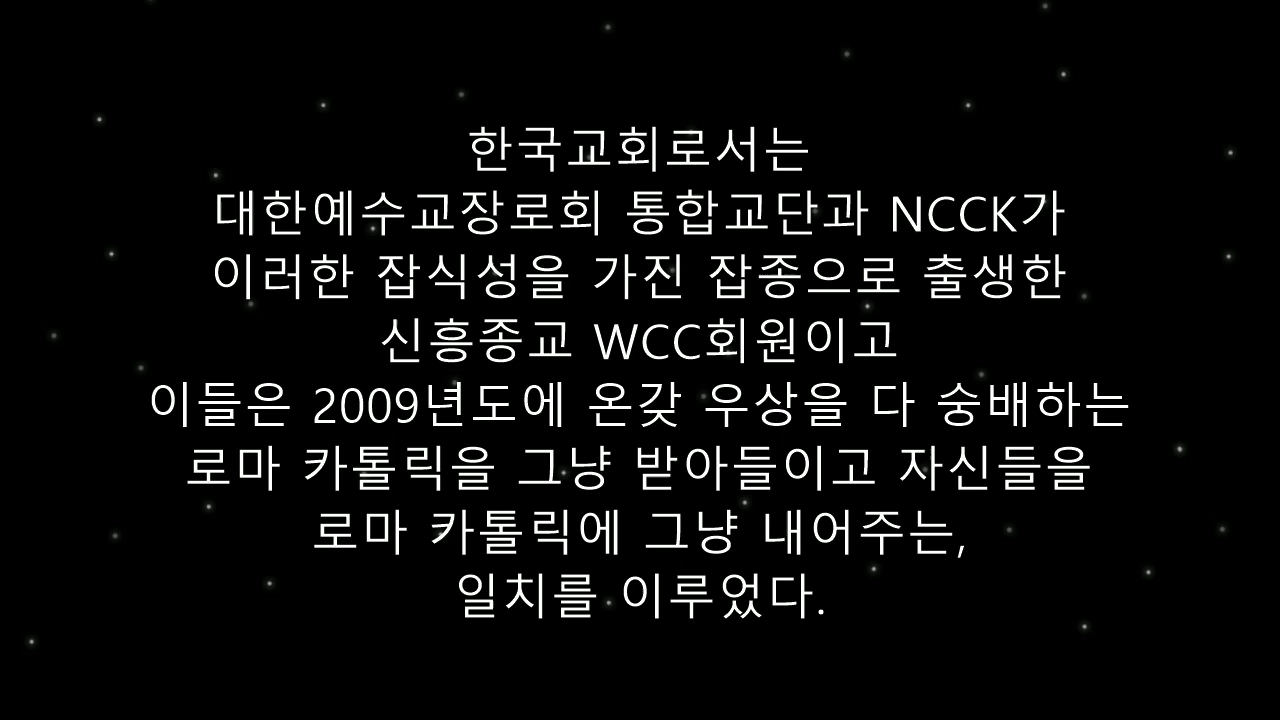 한국교회로서는
대한예수교장로회 통합교단과 NCCK가
이러한 잡식성을 가진 잡종으로 출생한
신흥종교 WCC회원이고
이들은 2009년도에 온갖 우상을 다 숭배하는
로마 카톨릭을 그냥 받아들이고 자신들을
로마 카톨릭에 그냥 내어주는,
일치를 이루었다.